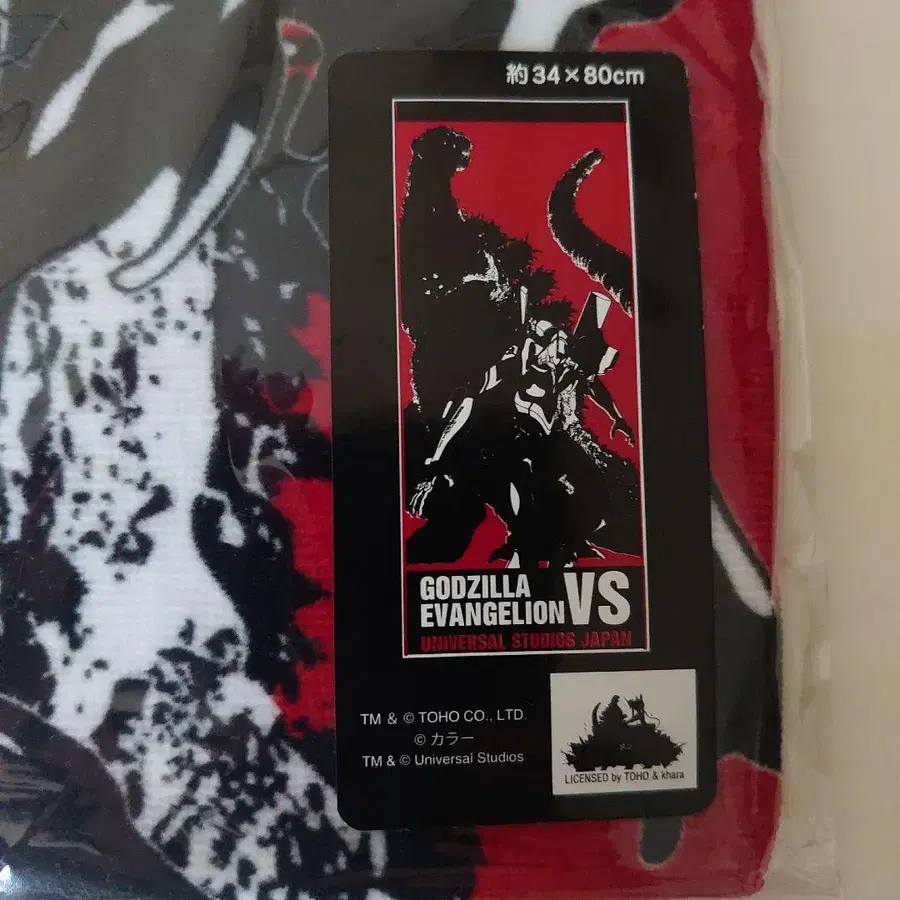 約34×80cm
GODZILLA
EVANGELION VS
UNIVERSAL STUDIOS JAPAN
TM & © TOHO CO., LTD.
© カラー
TM & © Universal Studios
LICENSED by TOHO & khara